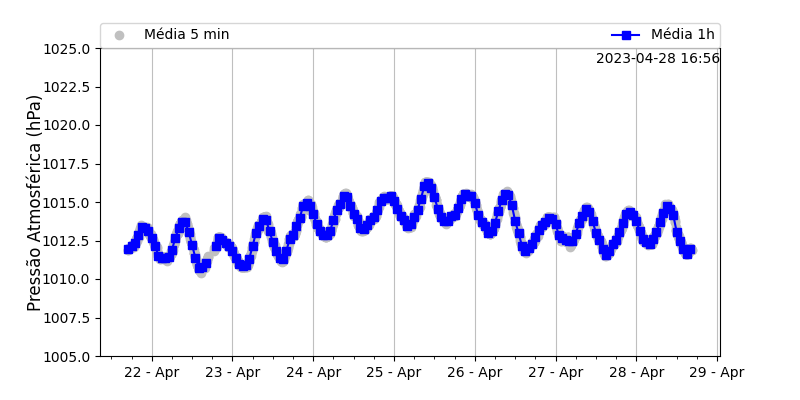 Média 5 min
Média 1h
2023-04-28 16:56
Pressão Atmosférica (hPa)
1025.0
1022.5
1020.0
1017.5
1015.0
1012.5
1010.0
1007.5
1005.0
22 - Apr
23 - Apr
24 - Apr
25 - Apr
26 - Apr
27 - Apr
28 - Apr
29 - Apr